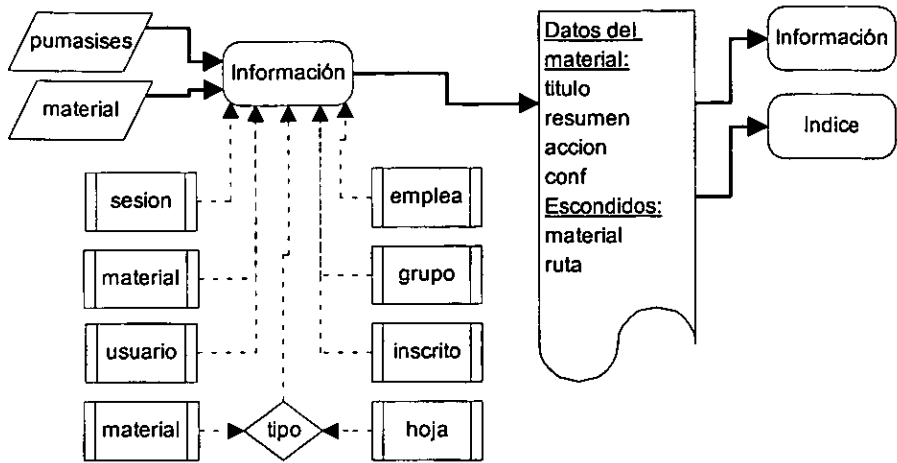 pumasises
material
Información
sesion
material
usuario
material
tipo
emplea
grupo
inscrito
hoja
Datos del
material:
titulo
resumen
accion
conf
Escondidos:
material
ruta
Información
Indice